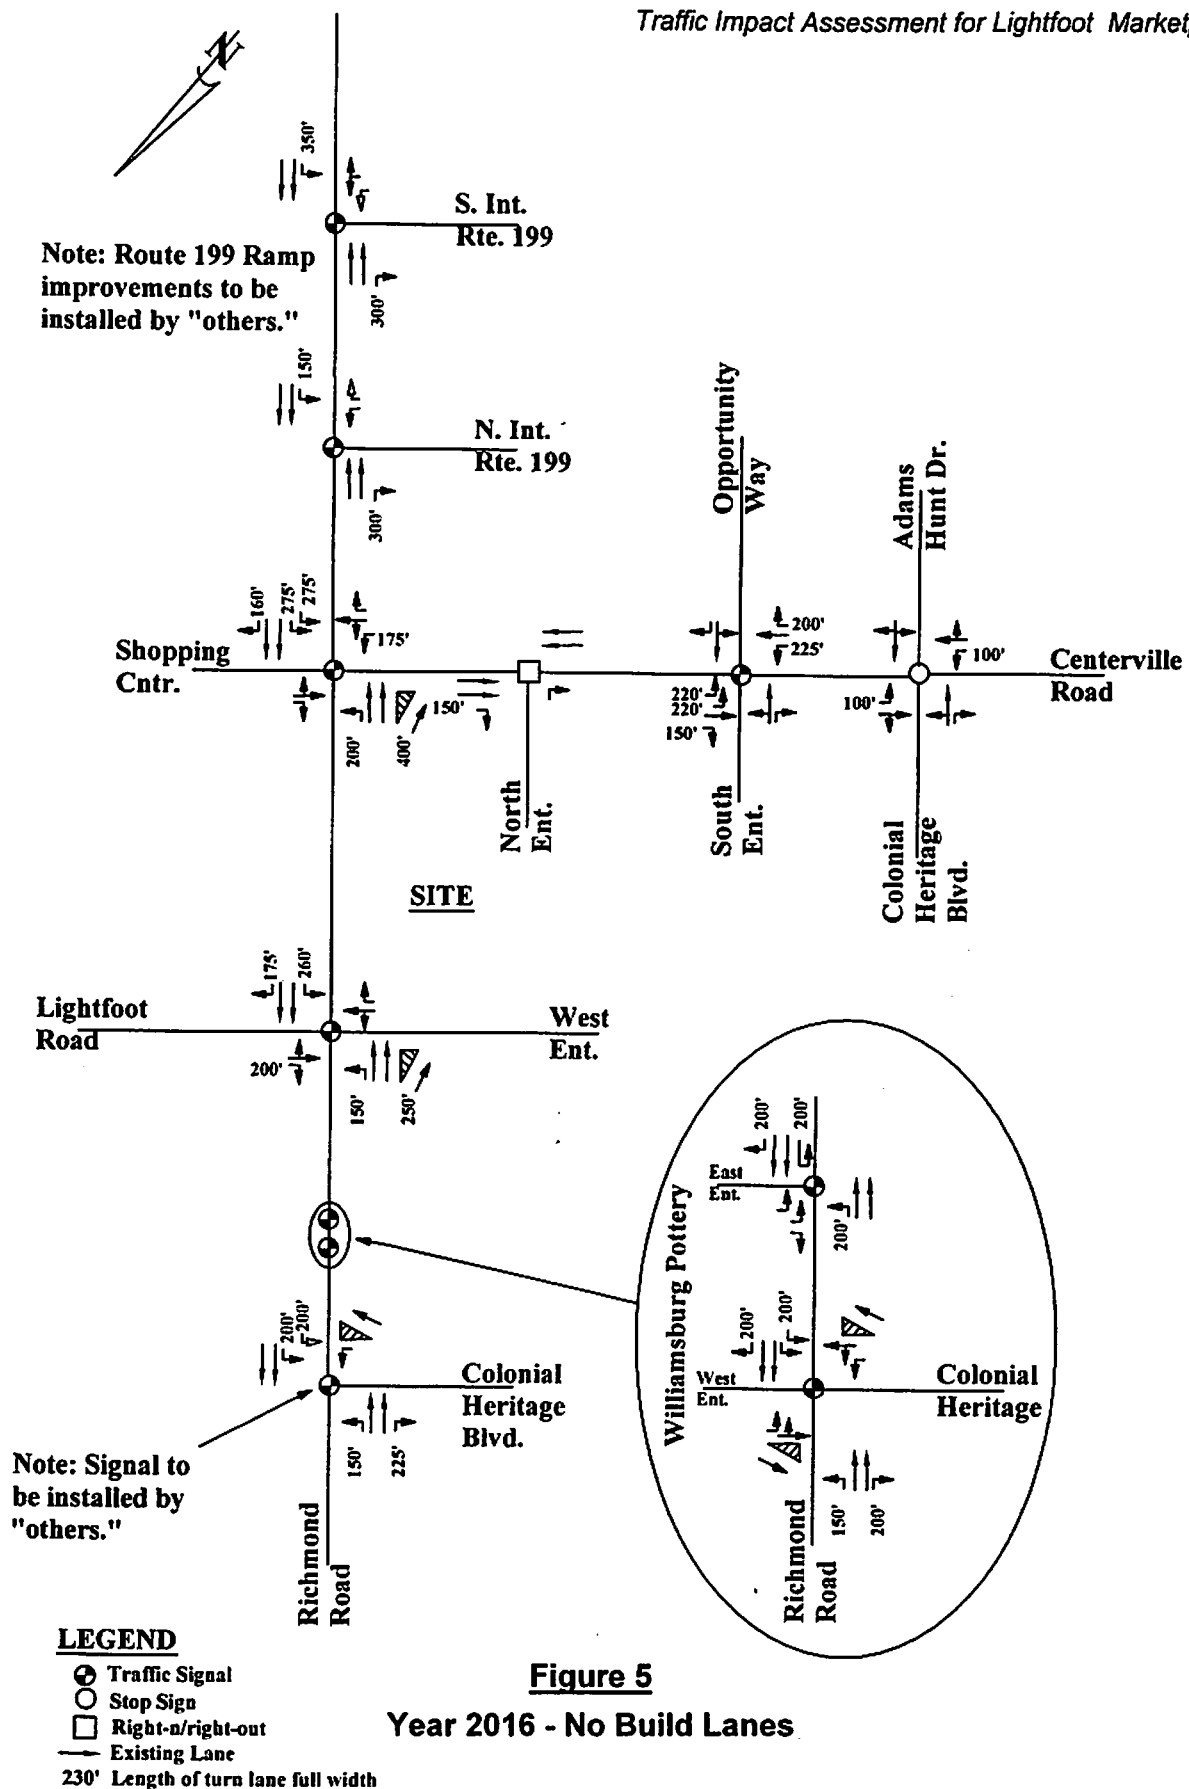 Traffic Impact Assessment for Lightfoot Market
N
350'
S. Int.
Rte. 199
Note: Route 199 Ramp
improvements to be
installed by "others."
300'
150'
N. Int.
Rte. 199
300'
Opportunity
Way
Adams
Hunt Dr.
160'
275'
275'
175'
200'
225'
100'
Shopping
Cntr.
Centerville
Road
200'
400'
150'
220'
220'
150'
100'
North
Ent.
South
Ent.
Colonial
Heritage
Blvd.
SITE
175'
260'
Lightfoot
Road
West
Ent.
200'
150'
250'
200'
200'
East
Ent.
200'
Williamsburg Pottery
200'
200'
West
Ent.
Colonial
Heritage
150'
200'
Richmond
Road
200'
200'
Colonial
Heritage
Blvd.
150'
225'
Note: Signal to
be installed by
"others."
Richmond
Road
LEGEND
Traffic Signal
Stop Sign
Right-n/right-out
Existing Lane
230' Length of turn lane full width
Figure 5
Year 2016 - No Build Lanes